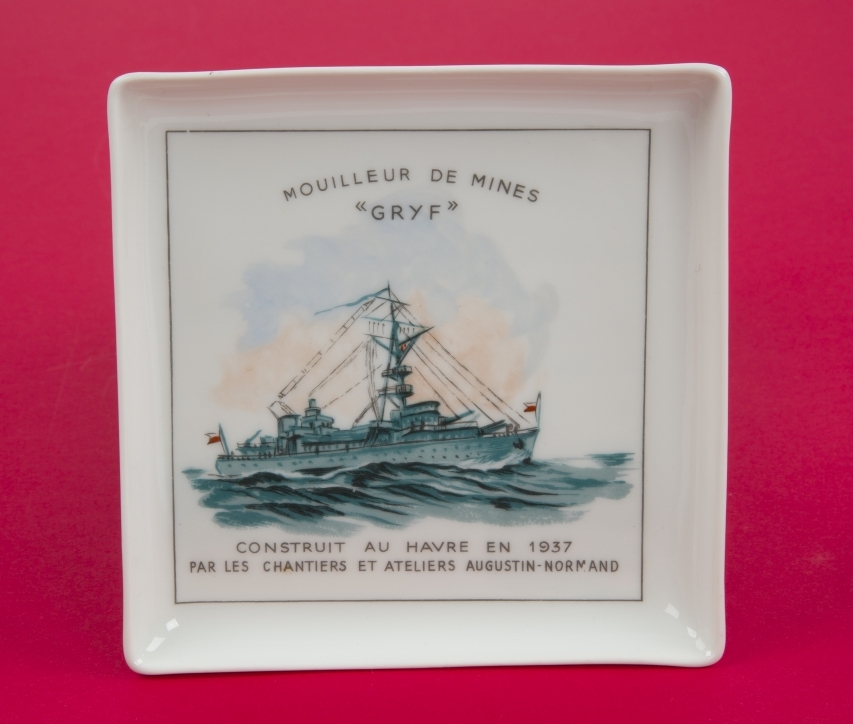 MOUILLEUR DE MINES
«GRYF»
CONSTRUIT AU HAVRE EN 1937
PAR LES CHANTIERS ET ATELIERS AUGUSTIN-NORMAND